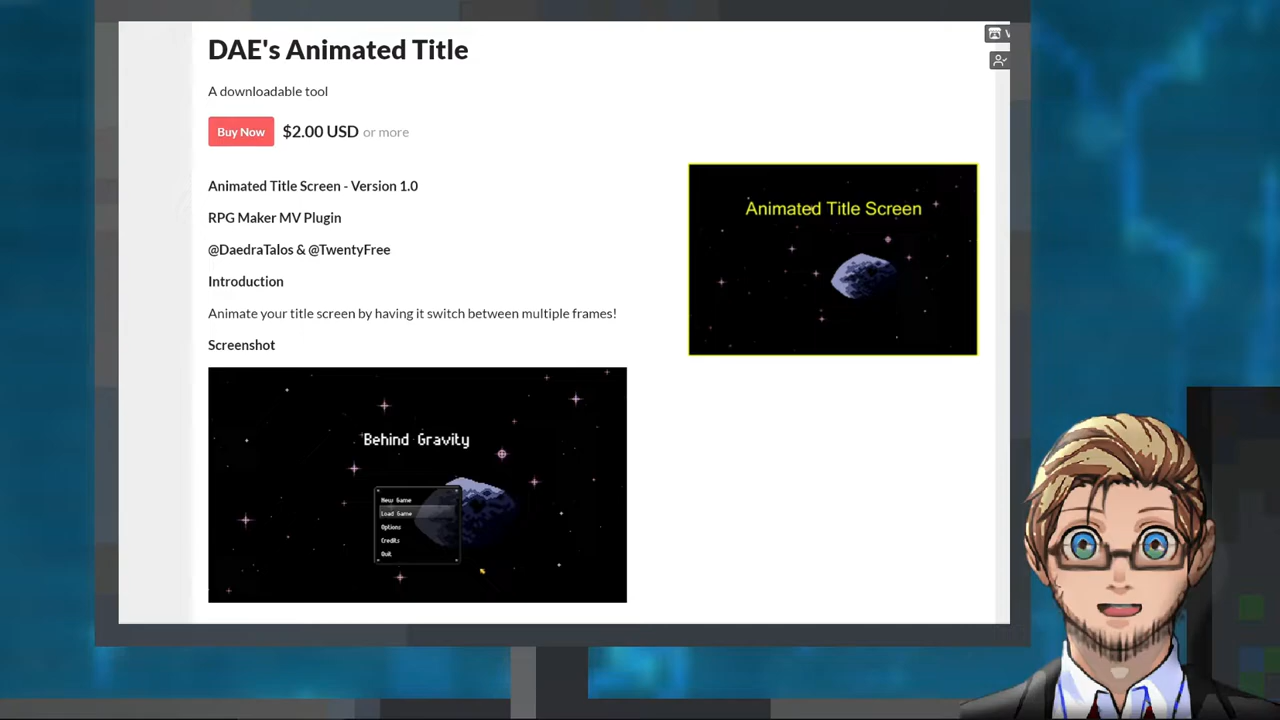 DAE's Animated Title
A downloadable tool
Buy Now $2.00 USD or more
Animated Title Screen - Version 1.0
RPG Maker MV Plugin
@DaedraTalos & @TwentyFree
Introduction
Animate your title screen by having it switch between multiple frames!
Screenshot
Behind Gravity
New Game
Load Game
Options
Credits
Quit
Animated Title Screen